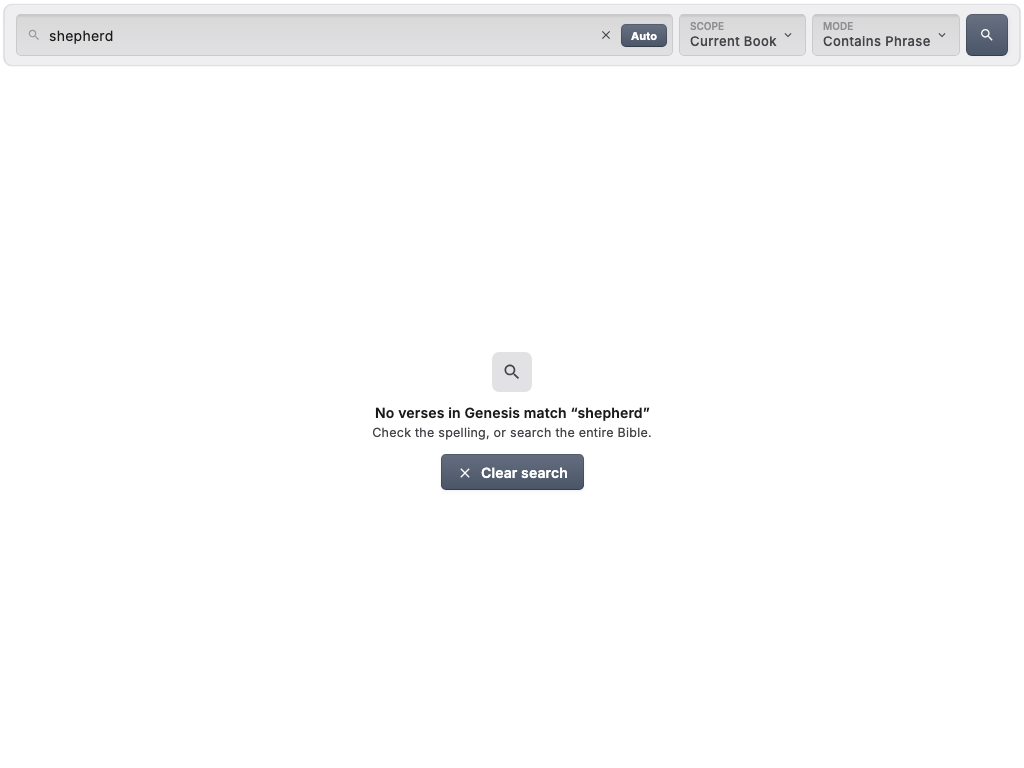 shepherd
Auto
SCOPE
Current Book
MODE
Contains Phrase
No verses in Genesis match “shepherd”
Check the spelling, or search the entire Bible.
Clear search